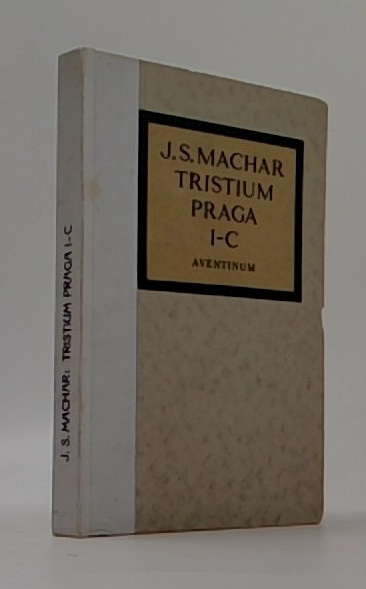 J. S. MACHAR: TRISTIUM PRAGA I-C
J.S. MACHAR
TRISTIUM
PRAGA
I-C
AVENTINUM